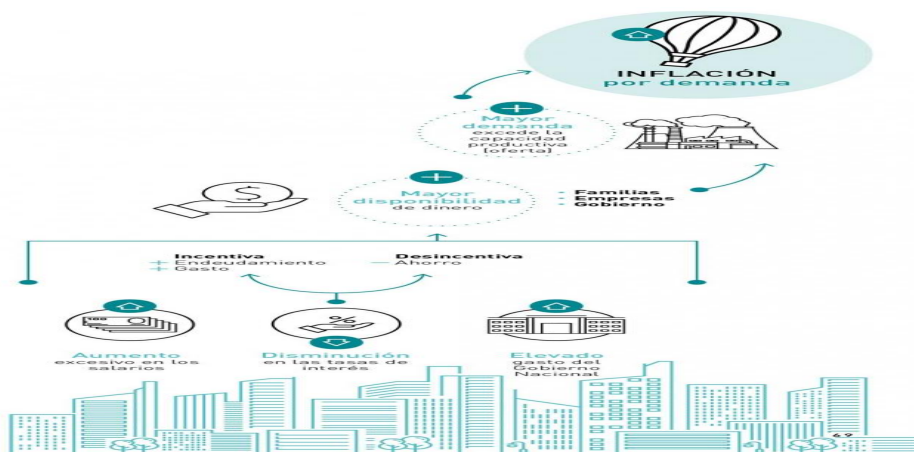 INFLACIÓN
por demanda
Mayor
demanda
excede la
capacidad
productiva
[oferta]
Mayor
disponibilidad
de dinero
- Familias
- Empresas
- Gobierno
$
Incentiva
+ Endeudamiento
+ Gasto
Desincentiva
— Ahorro
%
Aumento
excesivo en los
salarios
Disminución
en las tasas de
interés
Elevado
gasto del
Gobierno
Nacional
69